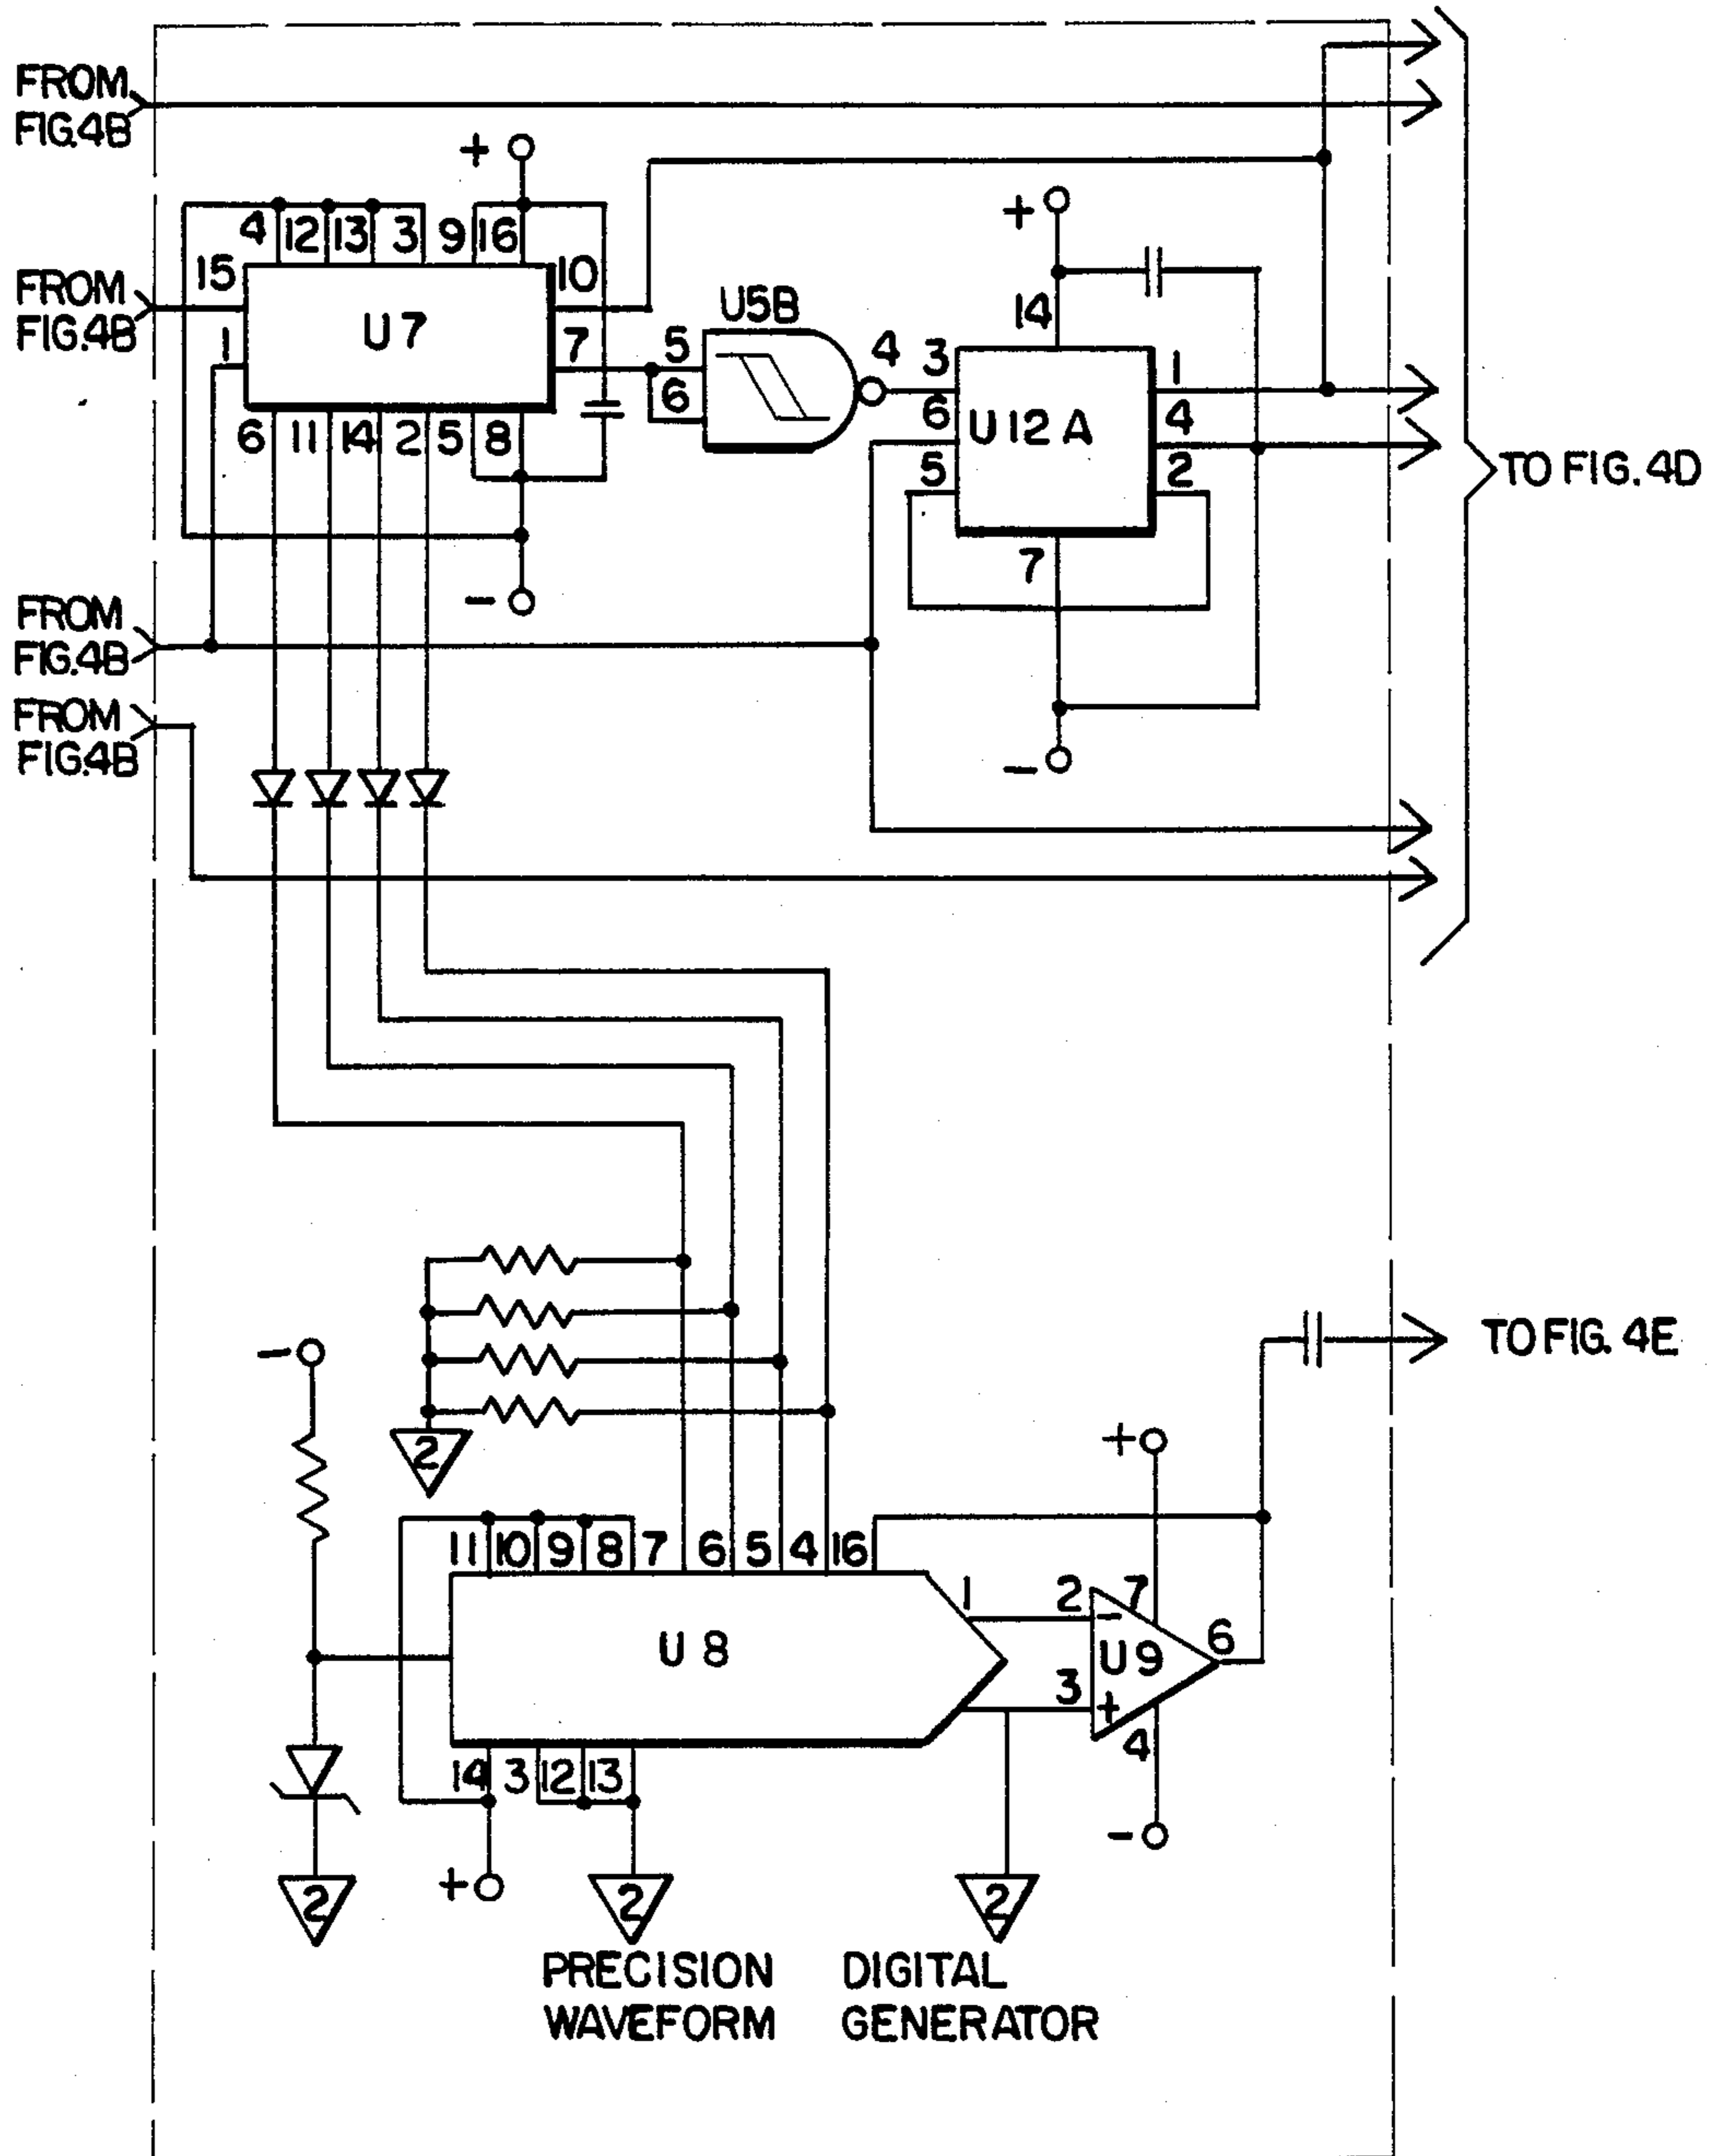 FROM
FIG.4B
+
+
4 12 13 3 9 16
15 10
FROM
FIG.4B
U7
U5B
14
1 7 5 4 3 1
6 6 U12A 4
6 11 14 2 5 8
5 2
TO FIG. 4D
7
FROM
FIG.4B
-
FROM
FIG.4B
-
-
TO FIG. 4E
2
+
11 10 9 8 7 6 5 4 16
1 2 7
-
U8
U9 6
3 +
4
14 3 12 13
-
+
2 2 2
PRECISION DIGITAL
WAVEFORM GENERATOR